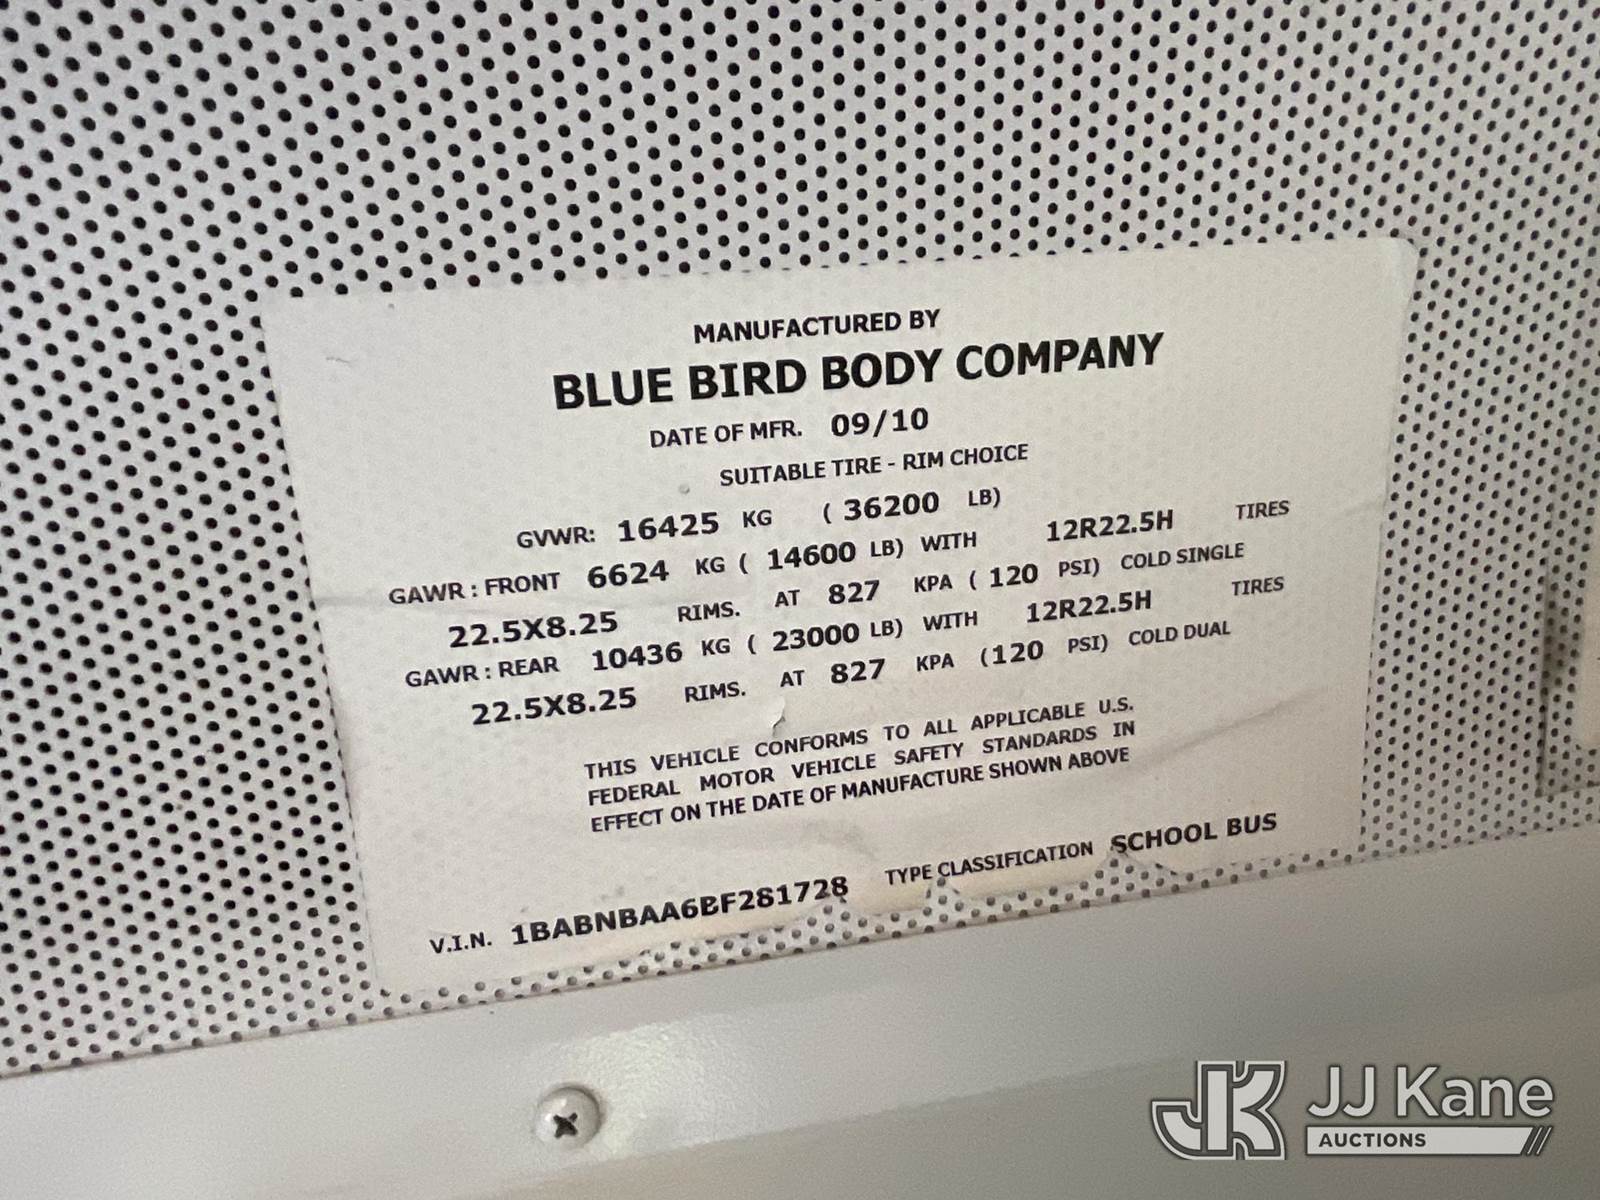 MANUFACTURED BY
BLUE BIRD BODY COMPANY
DATE OF MFR. 09/10
SUITABLE TIRE - RIM CHOICE
GVWR: 16425 KG ( 36200 LB)
GAWR : FRONT 6624 KG ( 14600 LB) WITH 12R22.5H TIRES
22.5X8.25 RIMS. AT 827 KPA ( 120 PSI) COLD SINGLE
GAWR : REAR 10436 KG ( 23000 LB) WITH 12R22.5H TIRES
22.5X8.25 RIMS. AT 827 KPA (120 PSI) COLD DUAL
THIS VEHICLE CONFORMS TO ALL APPLICABLE U.S.
FEDERAL MOTOR VEHICLE SAFETY STANDARDS IN
EFFECT ON THE DATE OF MANUFACTURE SHOWN ABOVE
V.I.N. 1BABNBAA6BF281728 TYPE CLASSIFICATION SCHOOL BUS
JK JJ Kane
AUCTIONS